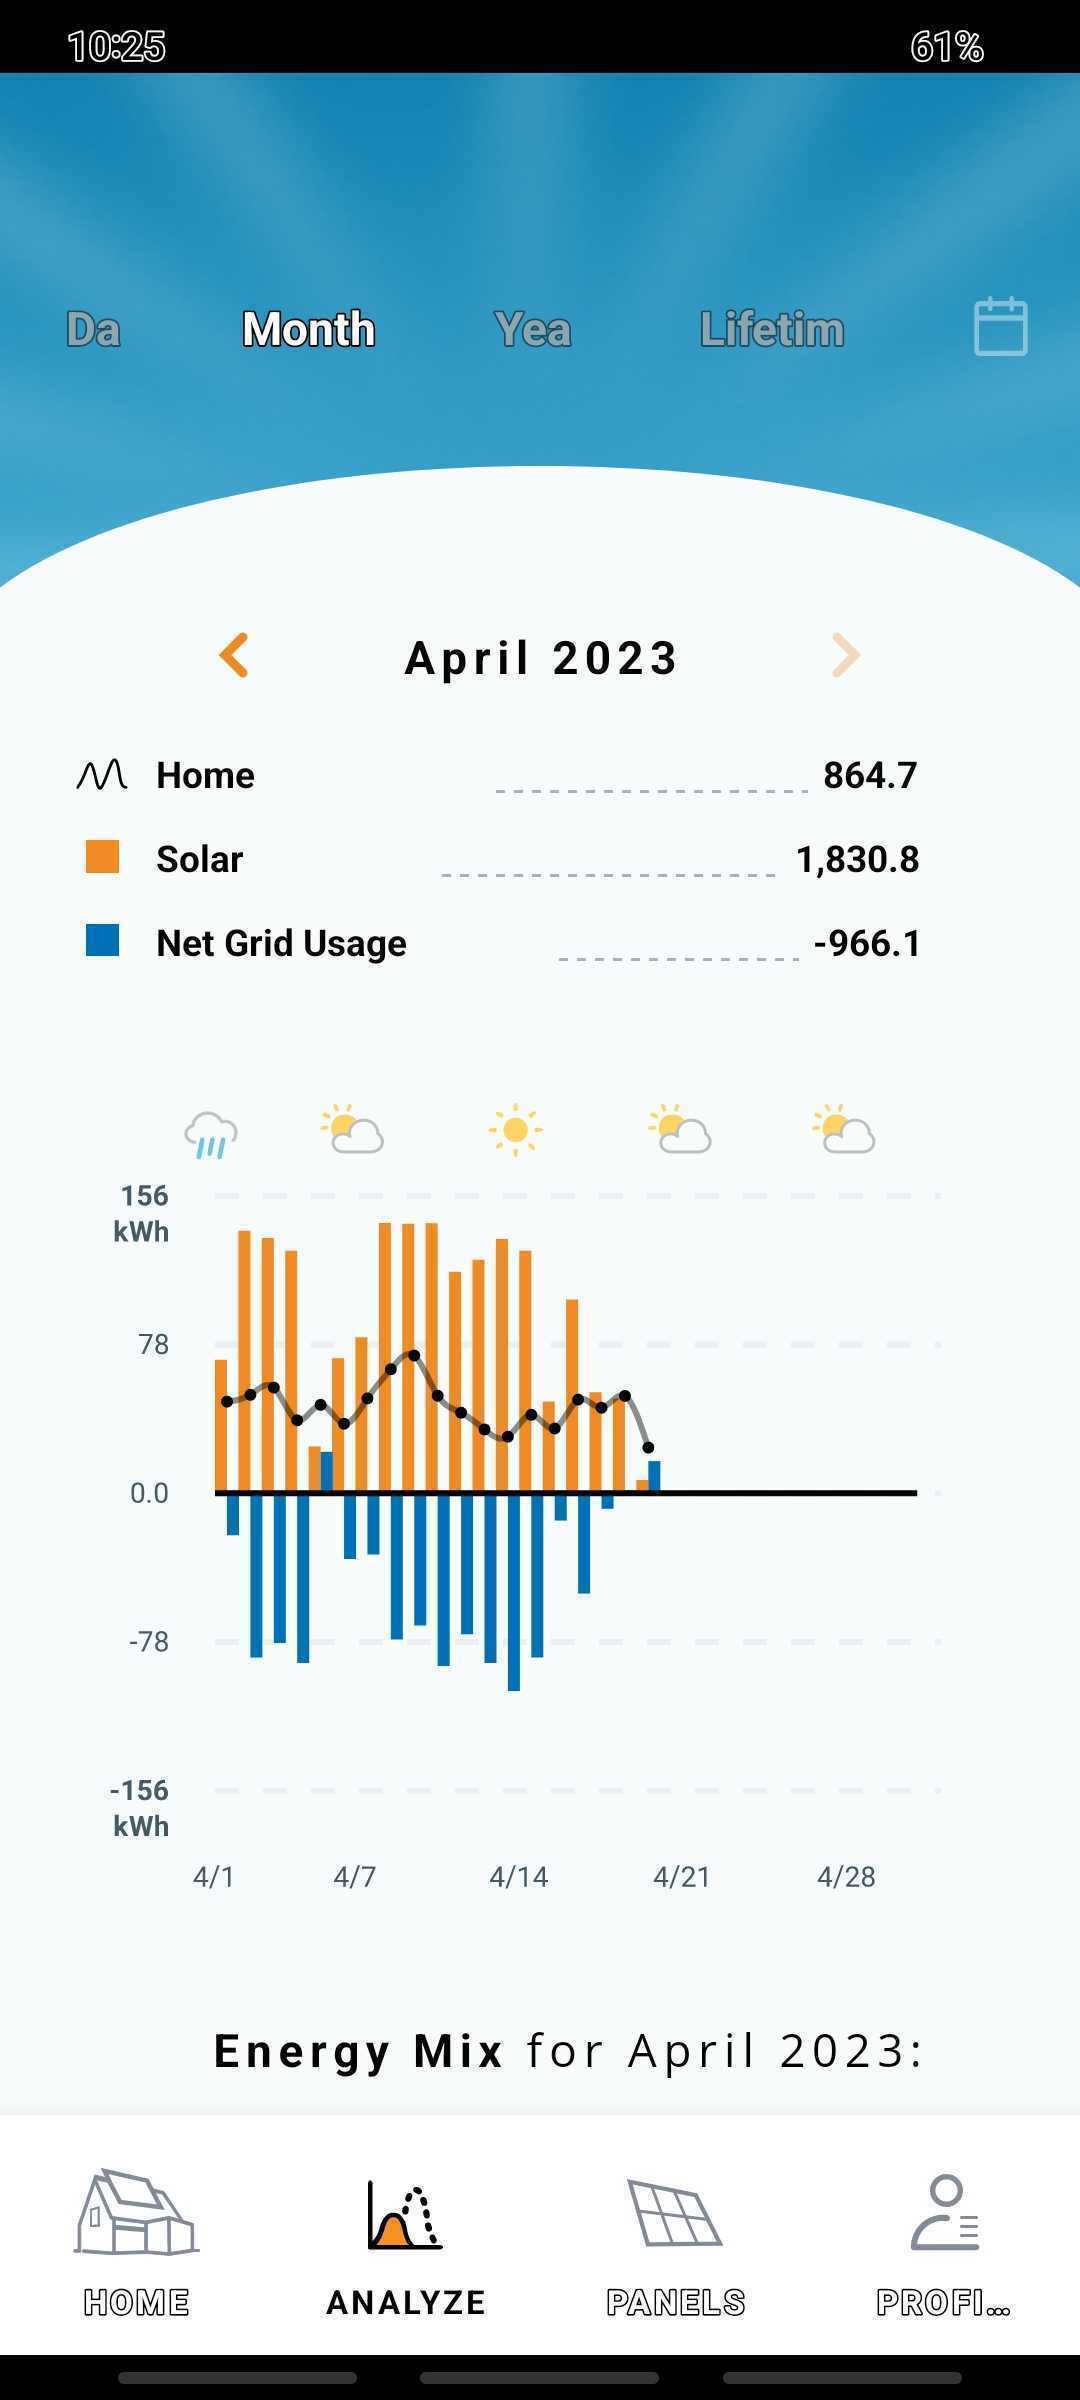 10:25 61%
Da Month Yea Lifetim
April 2023
Home 864.7
Solar 1,830.8
Net Grid Usage -966.1
156
kWh
78
0.0
-78
-156
kWh
4/1 4/7 4/14 4/21 4/28
Energy Mix for April 2023:
HOME ANALYZE PANELS PROFI...